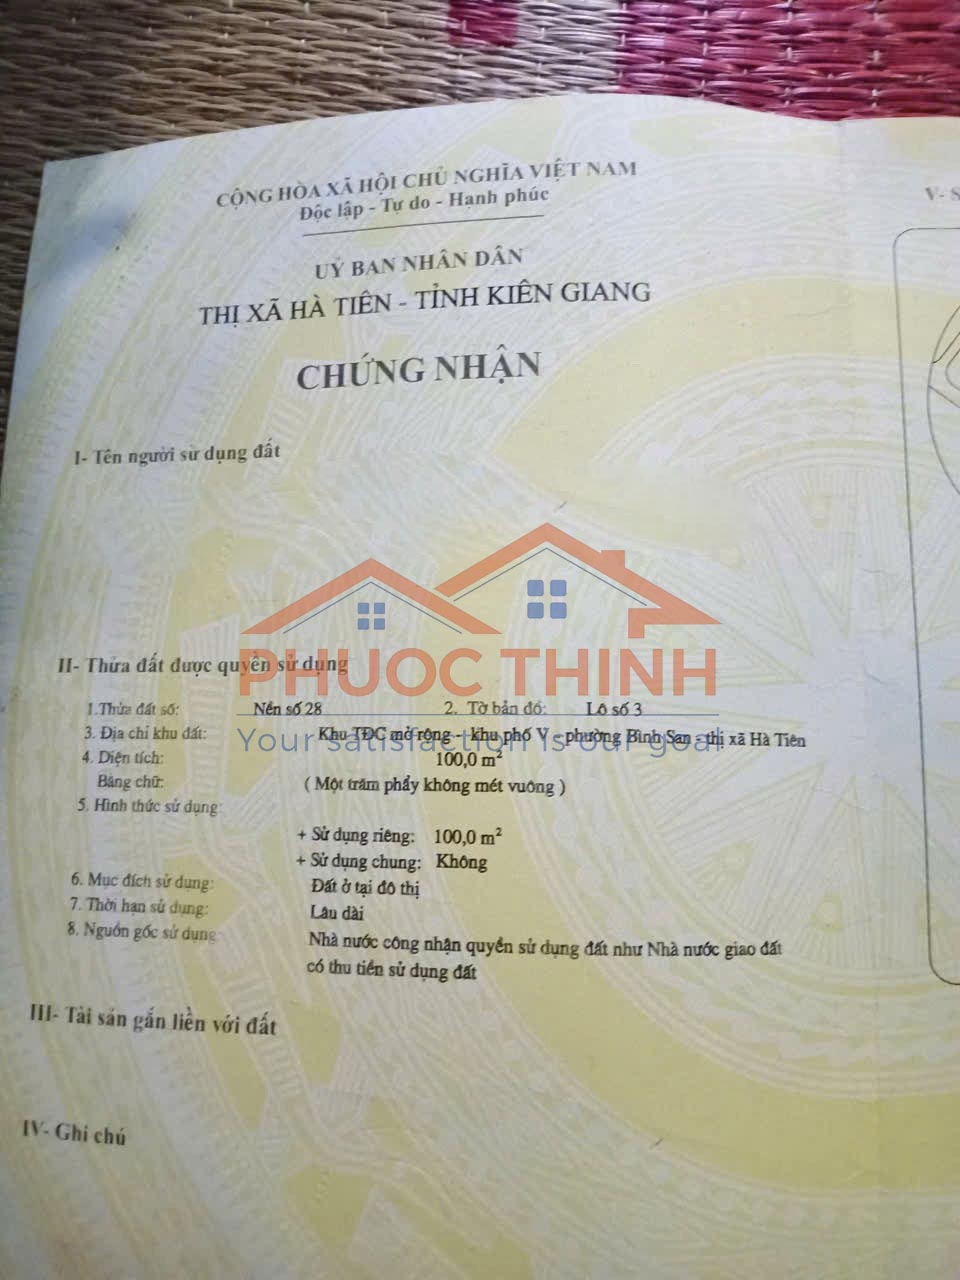 CỘNG HÒA XÃ HỘI CHỦ NGHĨA VIỆT NAM
Độc lập - Tự do - Hạnh phúc
UỶ BAN NHÂN DÂN
THỊ XÃ HÀ TIÊN - TỈNH KIÊN GIANG
CHỨNG NHẬN
I- Tên người sử dụng đất
II- Thửa đất được quyền sử dụng
PHUOC THINH
1.Thửa đất số: Nền số 28 2. Tờ bản đồ: Lô số 3
3. Địa chỉ khu đất: Khu TĐC mở rộng - khu phố V - phường Bình San - thị xã Hà Tiên
Your satisfaction is our goal
4. Diện tích: 100,0 m²
Bằng chữ: ( Một trăm phẩy không mét vuông )
5. Hình thức sử dụng:
+ Sử dụng riêng: 100,0 m²
+ Sử dụng chung: Không
6. Mục đích sử dụng: Đất ở tại đô thị
7. Thời hạn sử dụng: Lâu dài
8. Nguồn gốc sử dụng: Nhà nước công nhận quyền sử dụng đất như Nhà nước giao đất
có thu tiền sử dụng đất
III- Tài sản gắn liền với đất
IV- Ghi chú
V- S